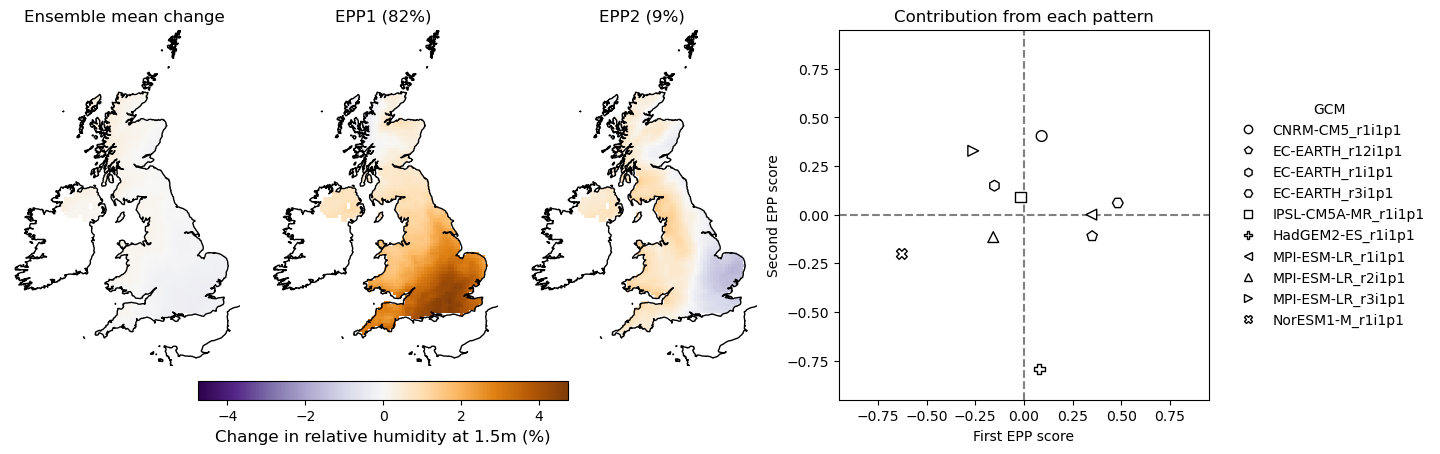 Ensemble mean change
EPP1 (82%)
EPP2 (9%)
−4 −2 0 2 4
Change in relative humidity at 1.5m (%)
Contribution from each pattern
Second EPP score
0.75
0.50
0.25
0.00
−0.25
−0.50
−0.75
−0.75 −0.50 −0.25 0.00 0.25 0.50 0.75
First EPP score
GCM
CNRM-CM5_r1i1p1
EC-EARTH_r12i1p1
EC-EARTH_r1i1p1
EC-EARTH_r3i1p1
IPSL-CM5A-MR_r1i1p1
HadGEM2-ES_r1i1p1
MPI-ESM-LR_r1i1p1
MPI-ESM-LR_r2i1p1
MPI-ESM-LR_r3i1p1
NorESM1-M_r1i1p1